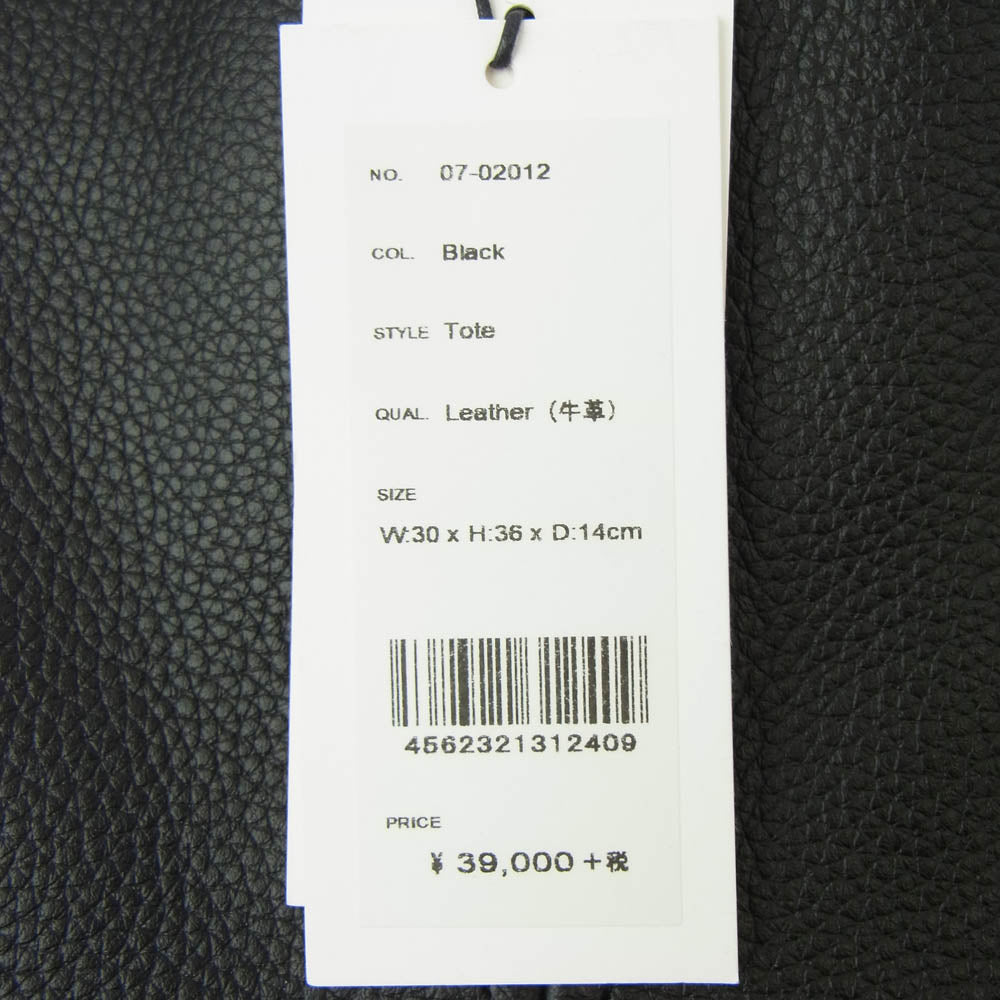 NO. 07-02012
COL. Black
STYLE Tote
QUAL. Leather (牛革)
SIZE
W:30 x H:36 x D:14cm
4562321312409
PRICE
¥ 39,000 +税